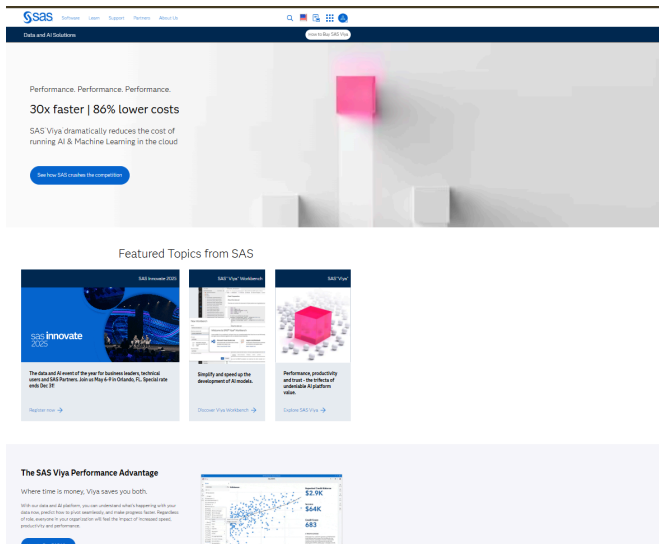 sas
Software Learn Support Partners About Us
Data and AI Solutions
How to Buy SAS Viya
Performance. Performance. Performance.
30x faster | 86% lower costs
SAS Viya dramatically reduces the cost of
running AI & Machine Learning in the cloud
See how SAS crushes the competition
Featured Topics from SAS
SAS Innovate 2025
sas innovate
2025
The data and AI event of the year for business leaders, technical
users and SAS Partners. Join us May 6-9 in Orlando, FL. Special rate
ends Dec. 31!
Register now →
SAS® Viya® Workbench
Simplify and speed up the
development of AI models.
Discover Viya Workbench →
SAS® Viya®
Performance, productivity
and trust - the trifecta of
undeniable AI platform
value.
Explore SAS Viya →
The SAS Viya Performance Advantage
Where time is money, Viya saves you both.
With our data and AI platform, you can understand what's happening with your
data now, predict how to pivot seamlessly, and make progress faster. Regardless
of role, everyone in your organization will feel the impact of increased speed,
productivity and performance.
$2.9K
$64K
683